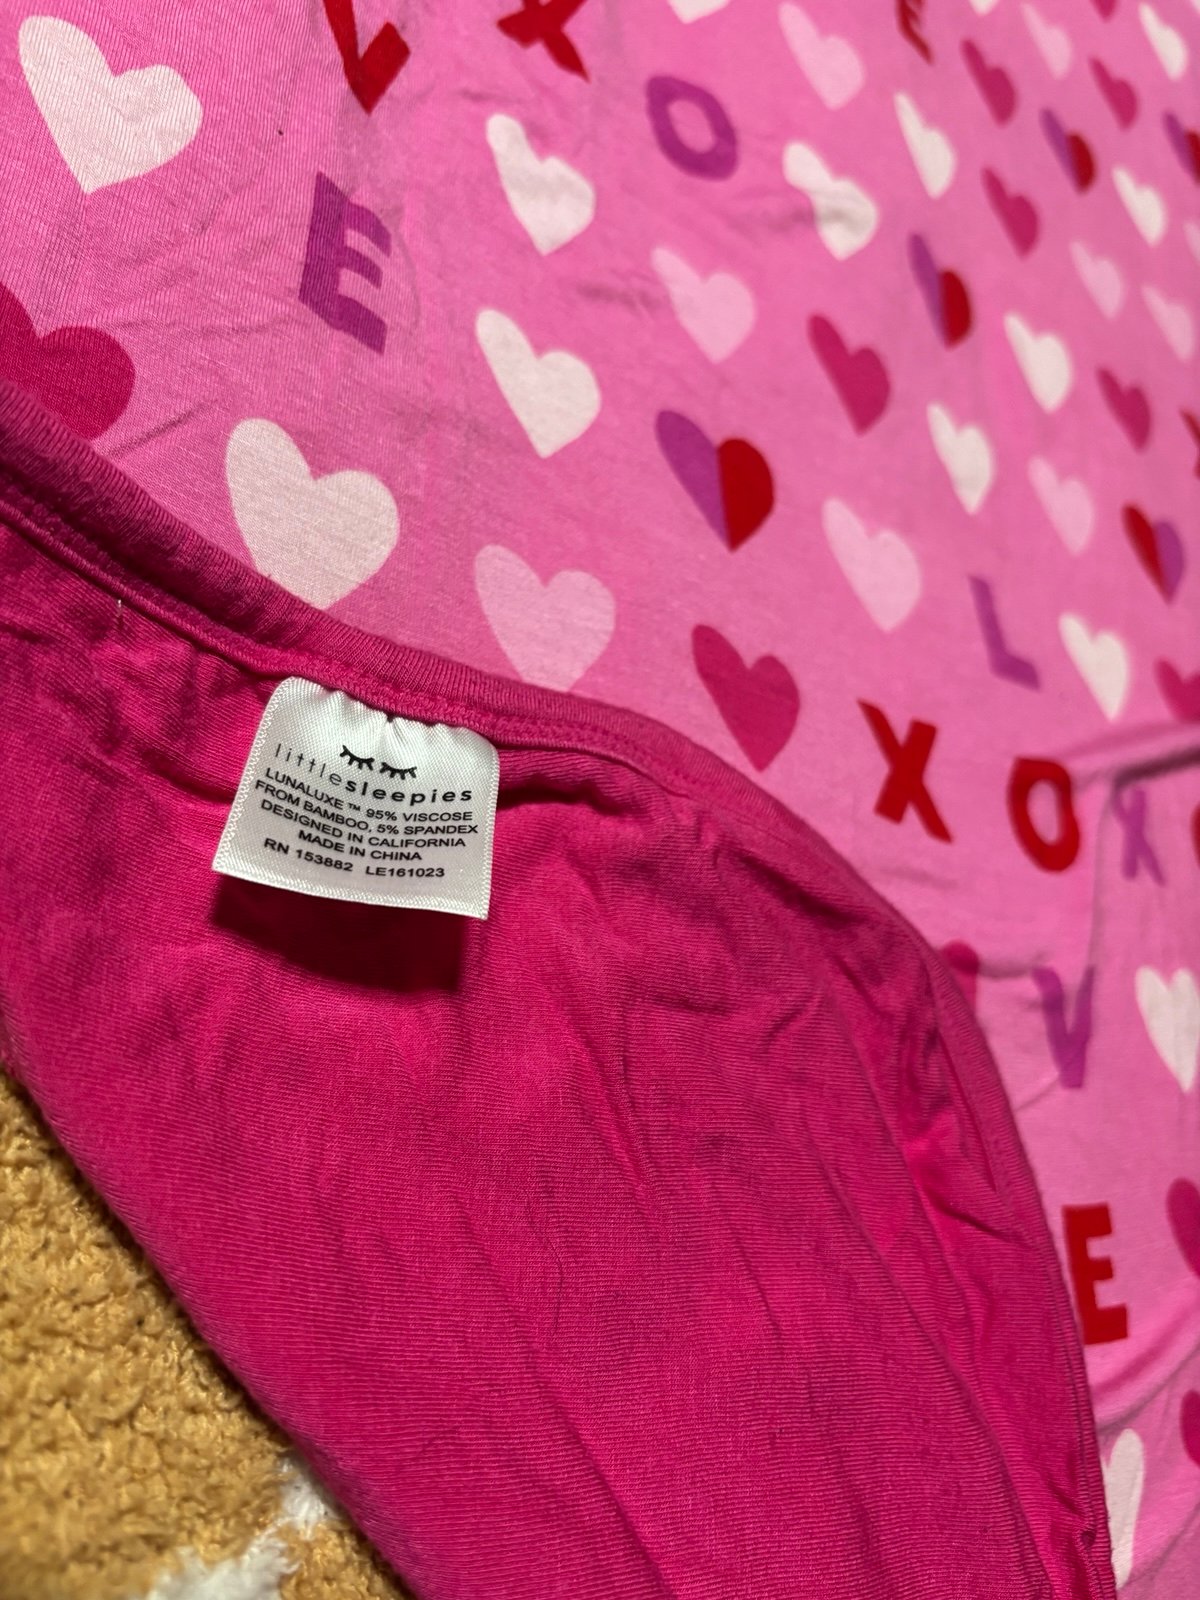 L X E
O
E
L
X O X
V
E
littlesleepies
LUNALUXE™ 95% VISCOSE
FROM BAMBOO, 5% SPANDEX
DESIGNED IN CALIFORNIA
MADE IN CHINA
RN 153882 LE161023